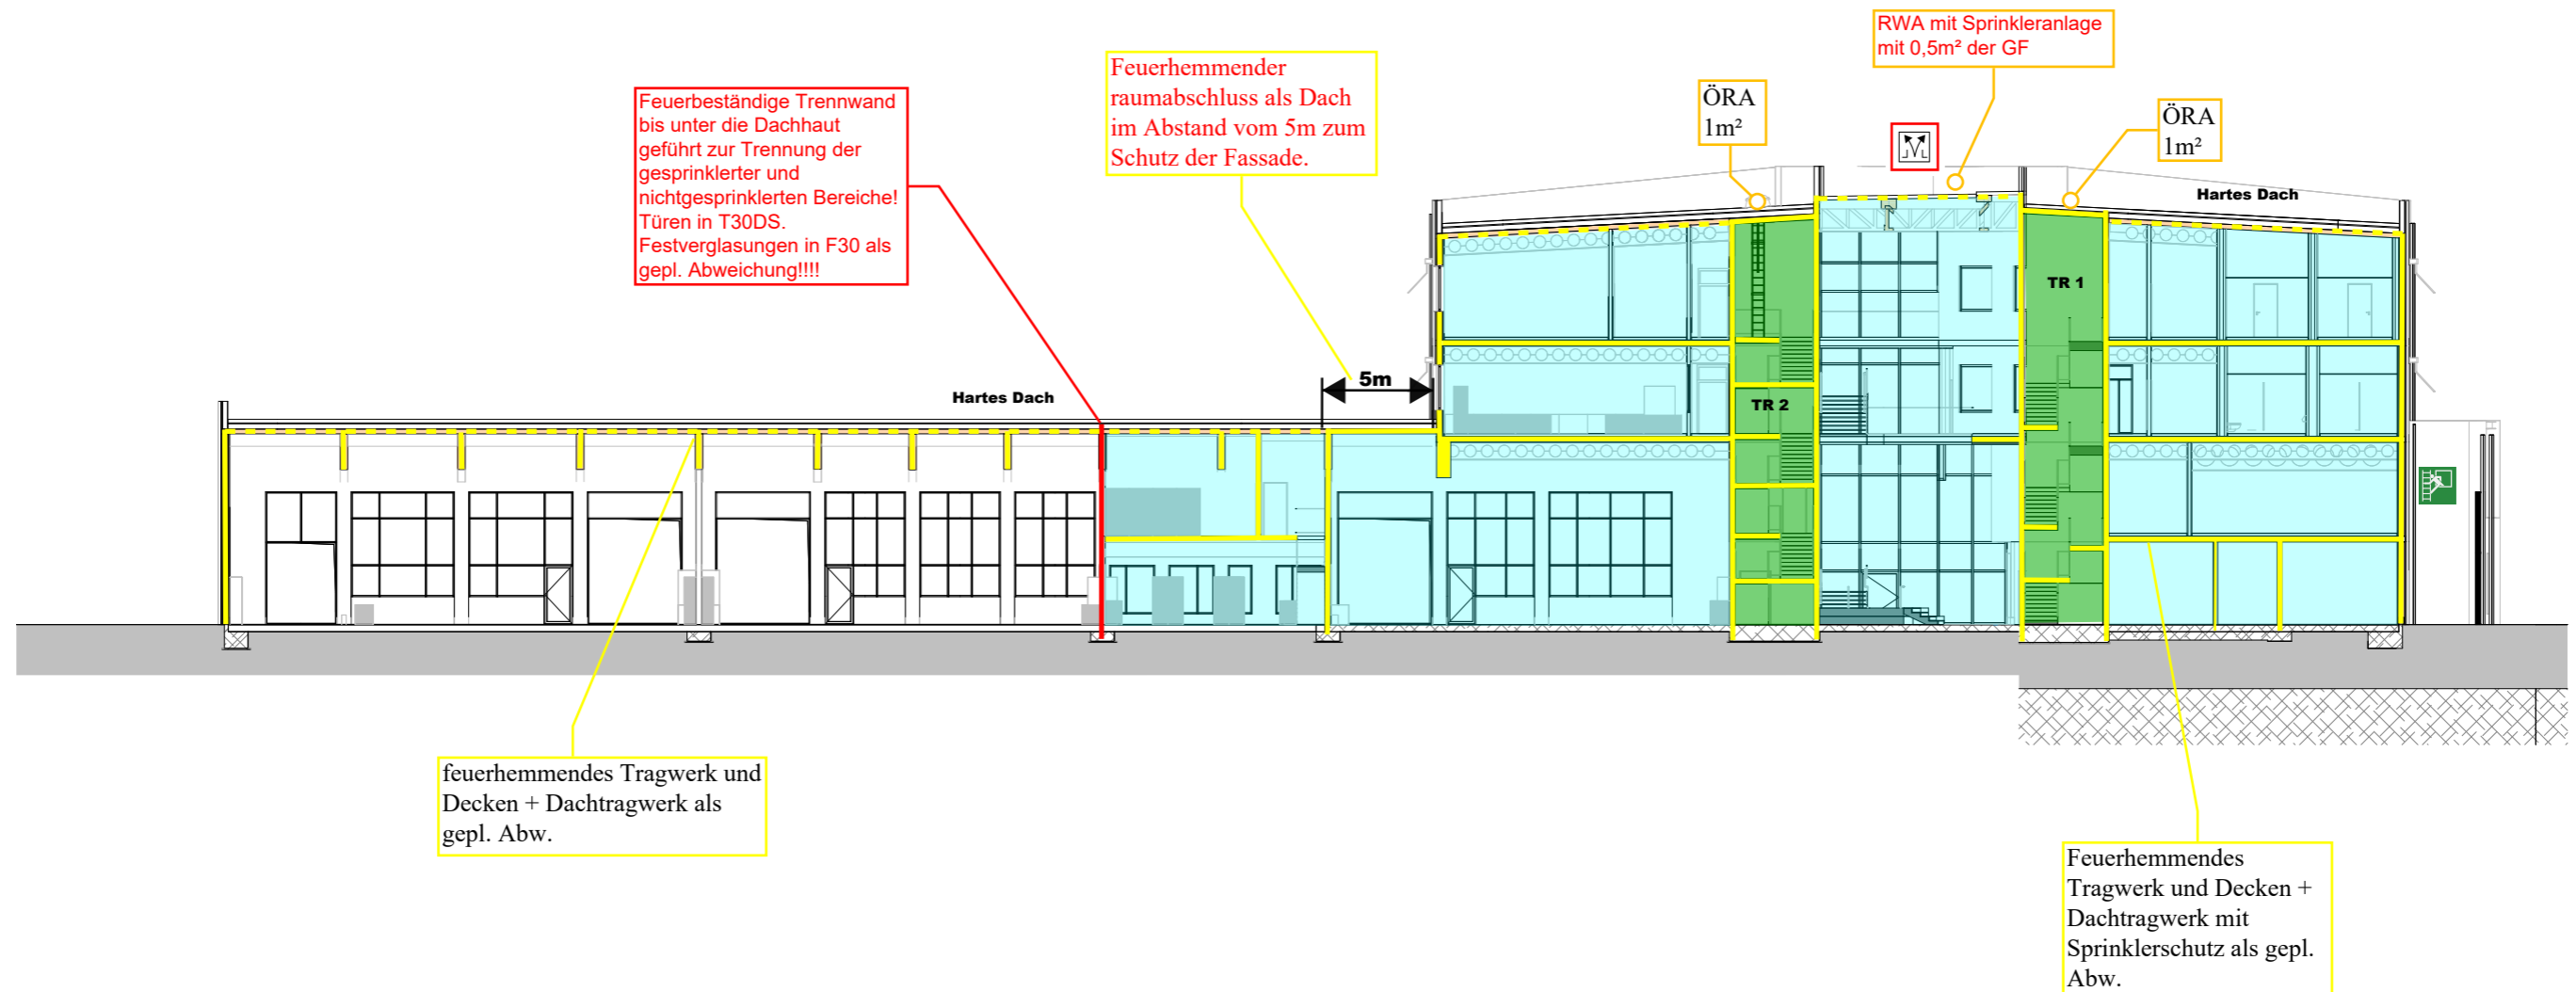 RWA mit Sprinkleranlage
mit 0,5m² der GF
Feuerhemmender
raumabschluss als Dach
im Abstand vom 5m zum
Schutz der Fassade.
ÖRA
1m²
ÖRA
1m²
Feuerbeständige Trennwand
bis unter die Dachhaut
geführt zur Trennung der
gesprinklerter und
nichtgesprinklerten Bereiche!
Türen in T30DS.
Festverglasungen in F30 als
gepl. Abweichung!!!!
Hartes Dach
TR 1
5m
Hartes Dach
TR 2
feuerhemmendes Tragwerk und
Decken + Dachtragwerk als
gepl. Abw.
Feuerhemmendes
Tragwerk und Decken +
Dachtragwerk mit
Sprinklerschutz als gepl.
Abw.